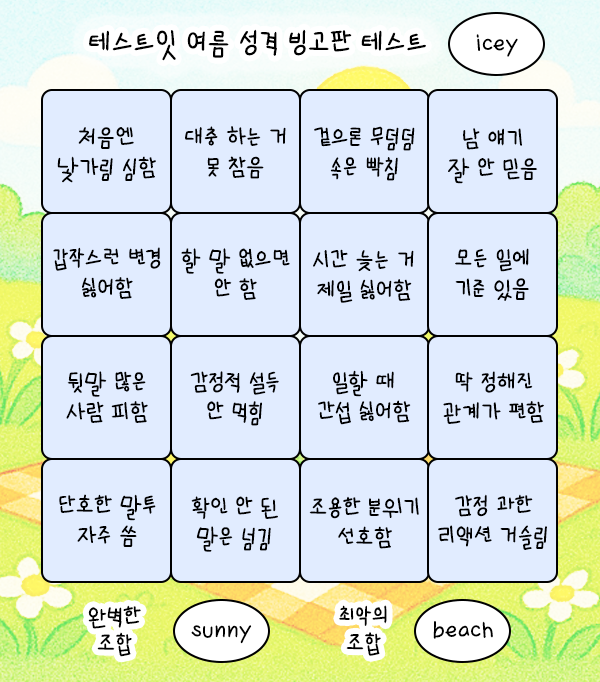 테스트잇 여름 성격 빙고판 테스트 icey
처음엔
낯가림 심함
대충 하는 거
못 참음
겉으론 무덤덤
속은 빡침
남 얘기
잘 안 믿음
갑작스런 변경
싫어함
할 말 없으면
안 함
시간 늦는 거
제일 싫어함
모든 일에
기준 있음
뒷말 많은
사람 피함
감정적 설득
안 먹힘
일할 때
간섭 싫어함
딱 정해진
관계가 편함
단호한 말투
자주 씀
확인 안 된
말은 넘김
조용한 분위기
선호함
감정 과한
리액션 거슬림
완벽한
조합
sunny
최악의
조합
beach